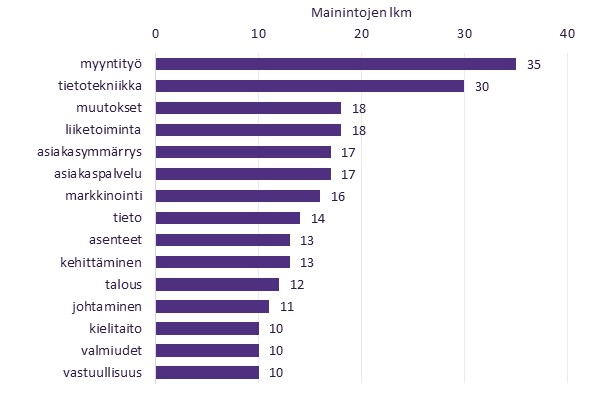 Mainintojen lkm
0 10 20 30 40
myyntityö 35
tietotekniikka 30
muutokset 18
liiketoiminta 18
asiakasymmärrys 17
asiakaspalvelu 17
markkinointi 16
tieto 14
asenteet 13
kehittäminen 13
talous 12
johtaminen 11
kielitaito 10
valmiudet 10
vastuullisuus 10